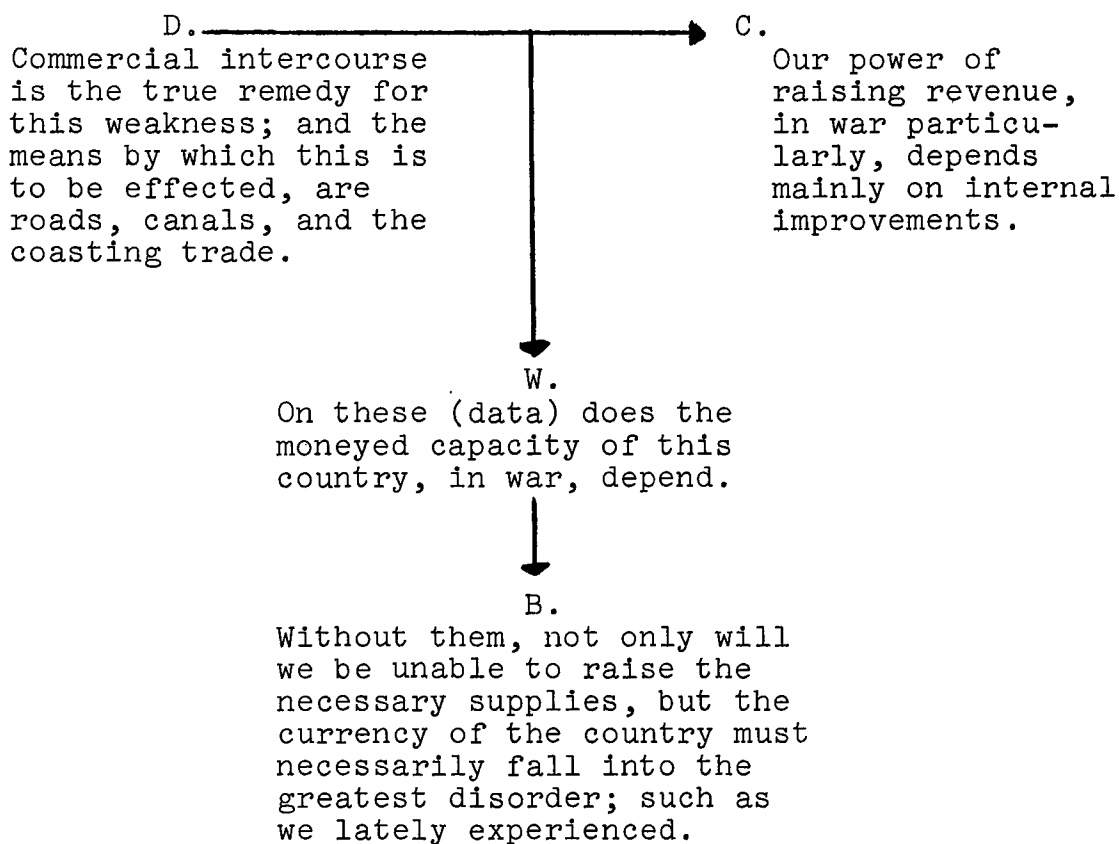 D.
Commercial intercourse
is the true remedy for
this weakness; and the
means by which this is
to be effected, are
roads, canals, and the
coasting trade.
C.
Our power of
raising revenue,
in war particu-
larly, depends
mainly on internal
improvements.
W.
On these (data) does the
moneyed capacity of this
country, in war, depend.
B.
Without them, not only will
we be unable to raise the
necessary supplies, but the
currency of the country must
necessarily fall into the
greatest disorder; such as
we lately experienced.